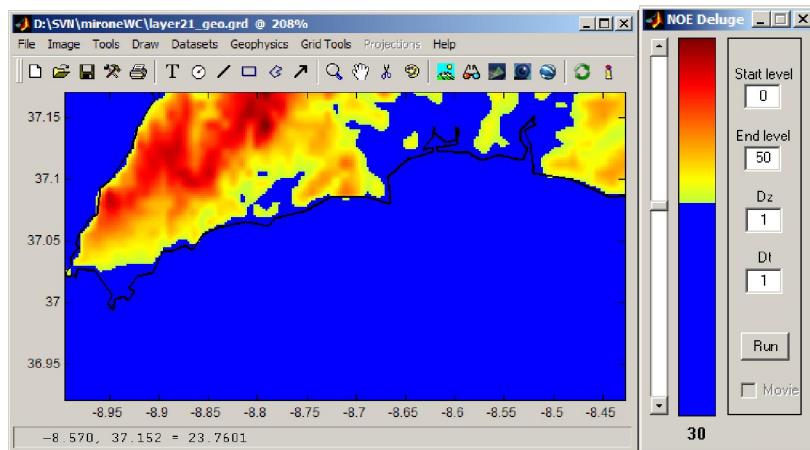 D:\SVN\mironeWC\layer21_geo.grd @ 208%
File Image Tools Draw Datasets Geophysics Grid Tools Projections Help
T
37.15
37.1
37.05
37
36.95
-8.95 -8.9 -8.85 -8.8 -8.75 -8.7 -8.65 -8.6 -8.55 -8.5 -8.45
-8.570, 37.152 = 23.7601
NOE Deluge
Start level
0
End level
50
Dz
1
Dt
1
Run
Movie
30